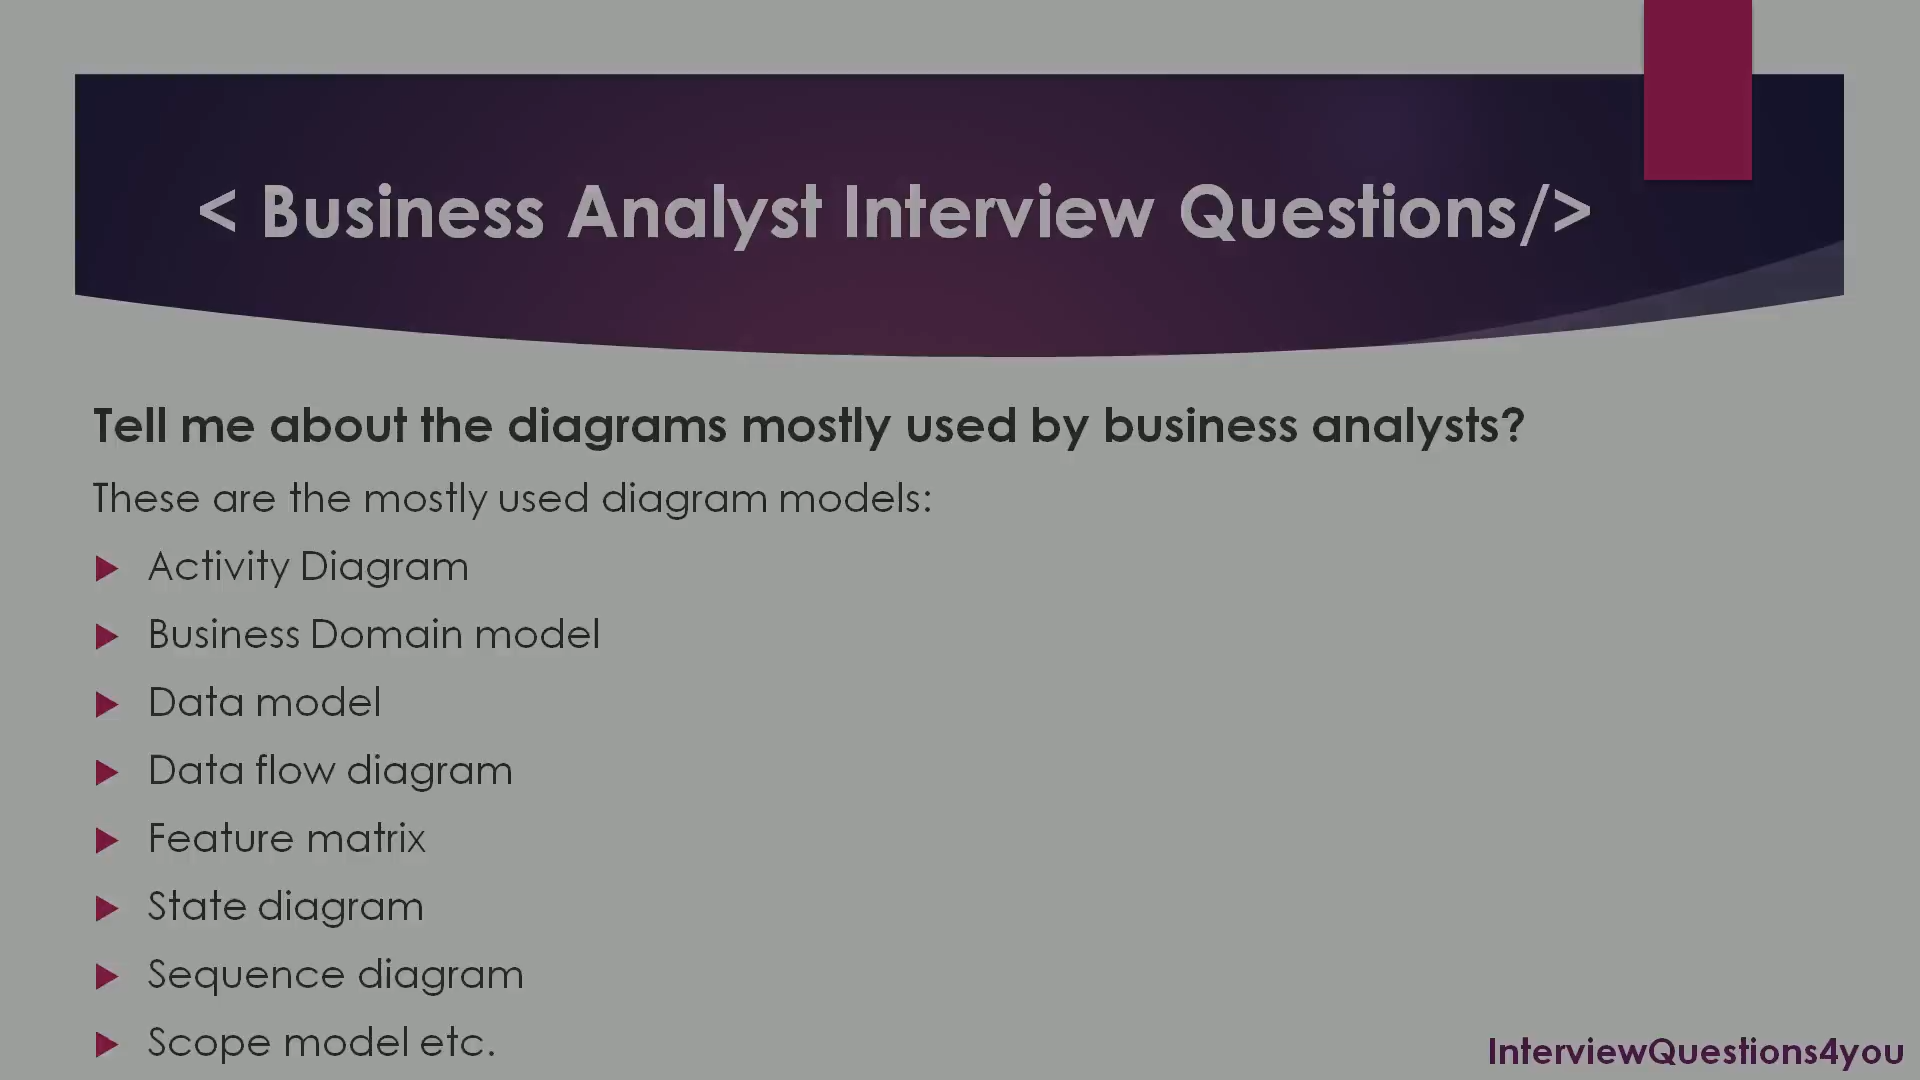 < Business Analyst Interview Questions/>
Tell me about the diagrams mostly used by business analysts?
These are the mostly used diagram models:
Activity Diagram
Business Domain model
Data model
Data flow diagram
Feature matrix
State diagram
Sequence diagram
Scope model etc.
InterviewQuestions4you